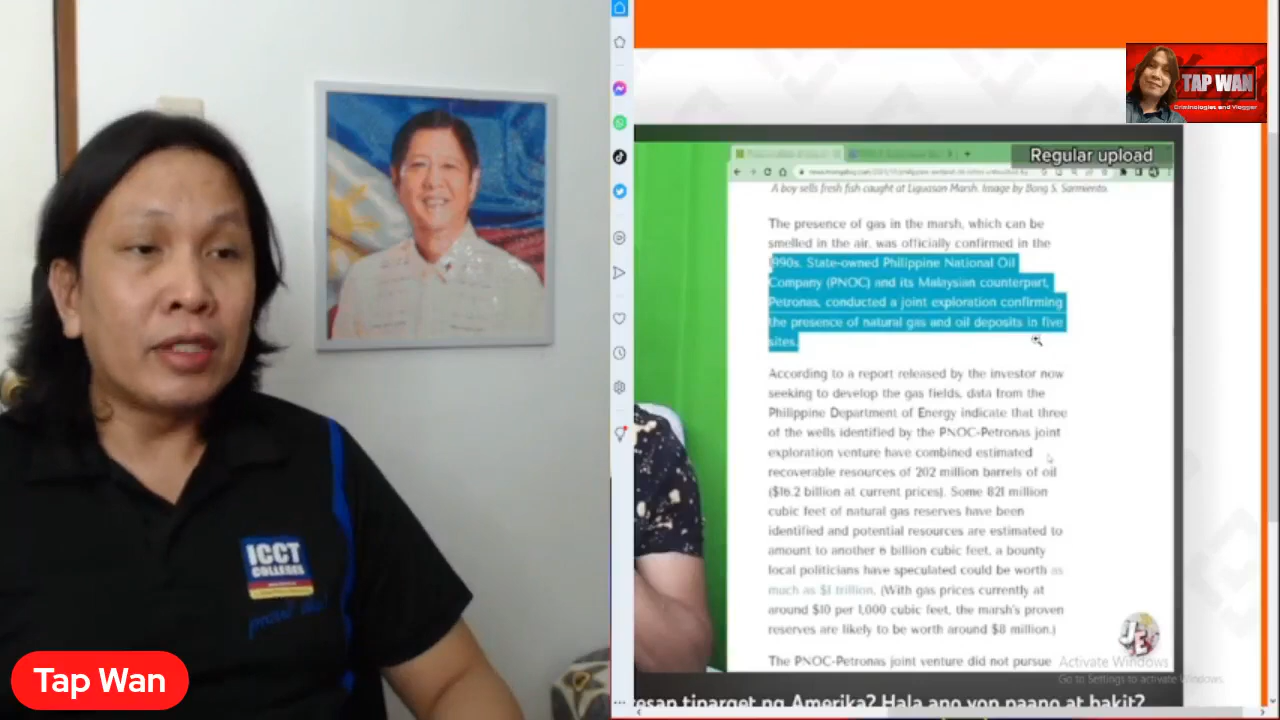 TAP WAN
Criminologist and Vlogger
Regular upload
A boy sells fresh fish caught at Liguasan Marsh. Image by Bong S. Sarmiento.
The presence of gas in the marsh, which can be
smelled in the air, was officially confirmed in the
1990s. State-owned Philippine National Oil
Company (PNOC) and its Malaysian counterpart,
Petronas, conducted a joint exploration confirming
the presence of natural gas and oil deposits in five
sites.
According to a report released by the investor now
seeking to develop the gas fields, data from the
Philippine Department of Energy indicate that three
of the wells identified by the PNOC-Petronas joint
exploration venture have combined estimated
recoverable resources of 202 million barrels of oil
($16.2 billion at current prices). Some 821 million
cubic feet of natural gas reserves have been
identified and potential resources are estimated to
amount to another 6 billion cubic feet, a bounty
local politicians have speculated could be worth as
much as $1 trillion. (With gas prices currently at
around $10 per 1,000 cubic feet, the marsh's proven
reserves are likely to be worth around $8 million.)
The PNOC-Petronas joint venture did not pursue
JE
Activate Windows
Go to Settings to activate Windows.
tinarget ng Amerika? Hala ano yon paano at bakit?
ICCT
COLLEGES
Tap Wan